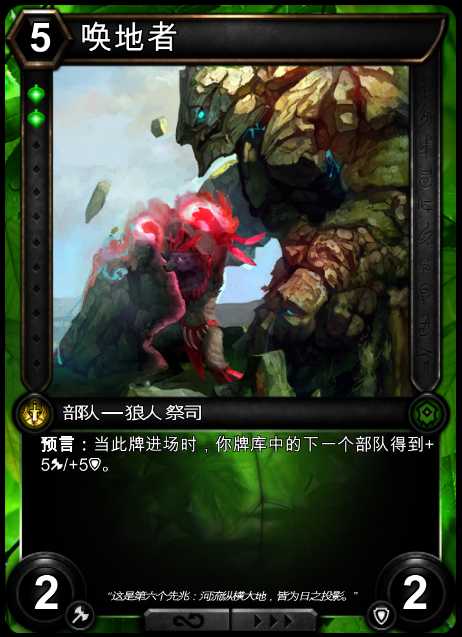 5 唤地者
部队 — 狼人 祭司
预言：当此牌进场时，你牌库中的下一个部队得到+
5/+5。
2
“这是第六个先兆：河流纵横大地，皆为日之投影。”
2